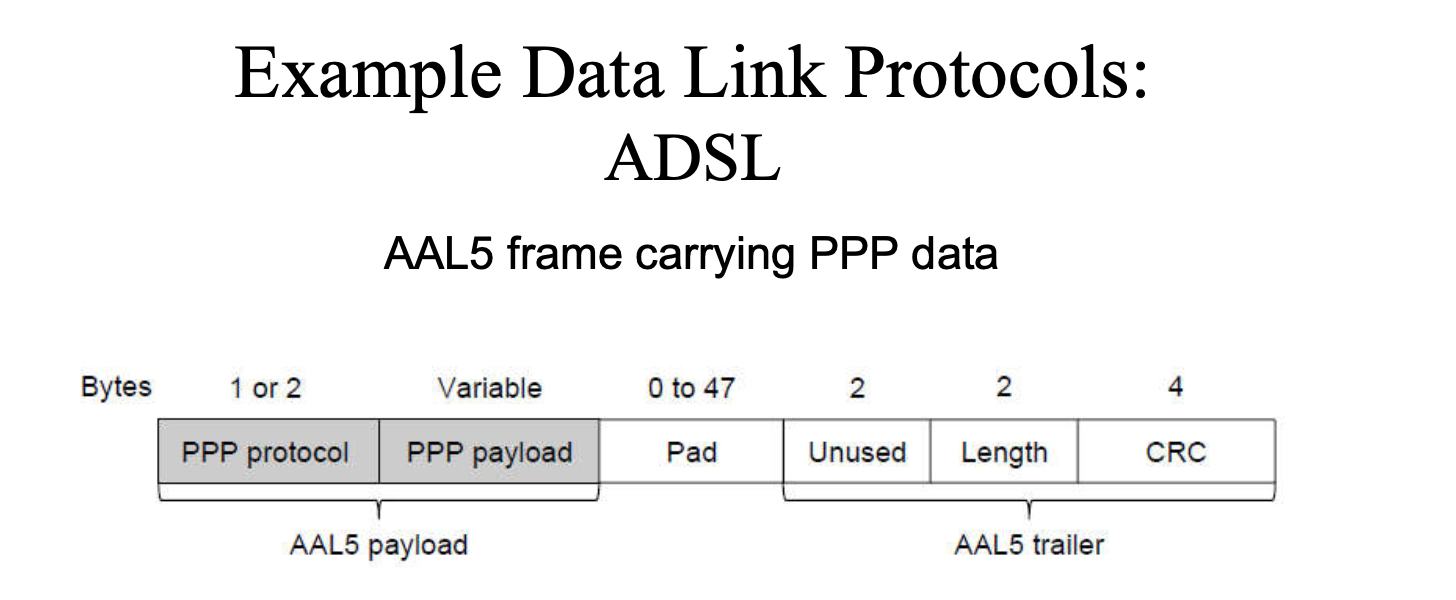 Example Data Link Protocols:
ADSL
AAL5 frame carrying PPP data
Bytes 1 or 2 Variable 0 to 47 2 2 4
PPP protocol PPP payload Pad Unused Length CRC
AAL5 payload AAL5 trailer